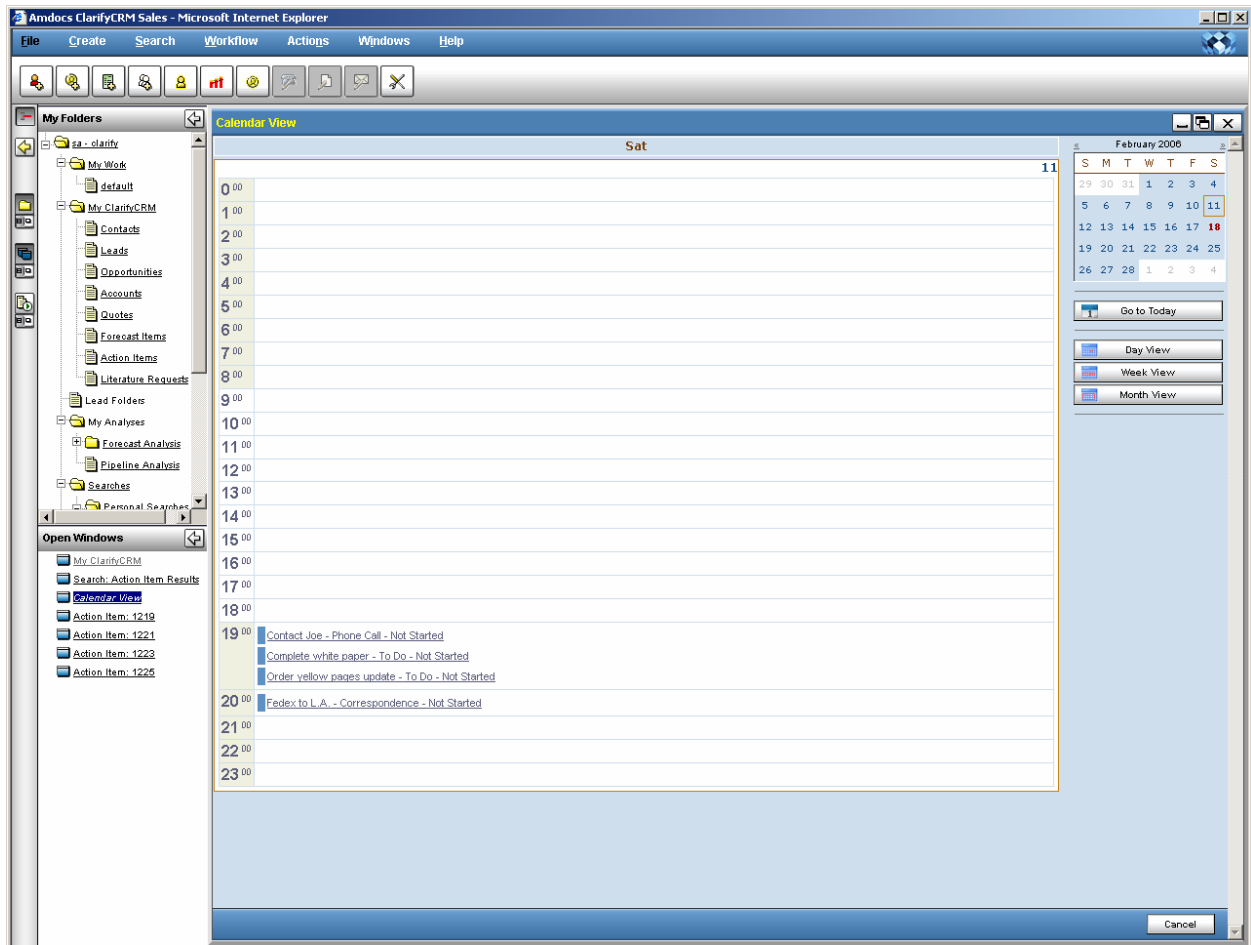 Amdocs ClarifyCRM Sales - Microsoft Internet Explorer
File Create Search Workflow Actions Windows Help
My Folders
sa - clarify
My Work
default
My ClarifyCRM
Contacts
Leads
Opportunities
Accounts
Quotes
Forecast Items
Action Items
Literature Requests
Lead Folders
My Analyses
Forecast Analysis
Pipeline Analysis
Searches
Personal Searches
Open Windows
My ClarifyCRM
Search: Action Item Results
Calendar View
Action Item: 1219
Action Item: 1221
Action Item: 1223
Action Item: 1225
Calendar View
Sat
11
0 00
1 00
2 00
3 00
4 00
5 00
6 00
7 00
8 00
9 00
10 00
11 00
12 00
13 00
14 00
15 00
16 00
17 00
18 00
19 00 Contact Joe - Phone Call - Not Started
Complete white paper - To Do - Not Started
Order yellow pages update - To Do - Not Started
20 00 Fedex to L.A. - Correspondence - Not Started
21 00
22 00
23 00
« February 2006 »
S M T W T F S
29 30 31 1 2 3 4
5 6 7 8 9 10 11
12 13 14 15 16 17 18
19 20 21 22 23 24 25
26 27 28 1 2 3 4
1 Go to Today
Day View
Week View
Month View
Cancel